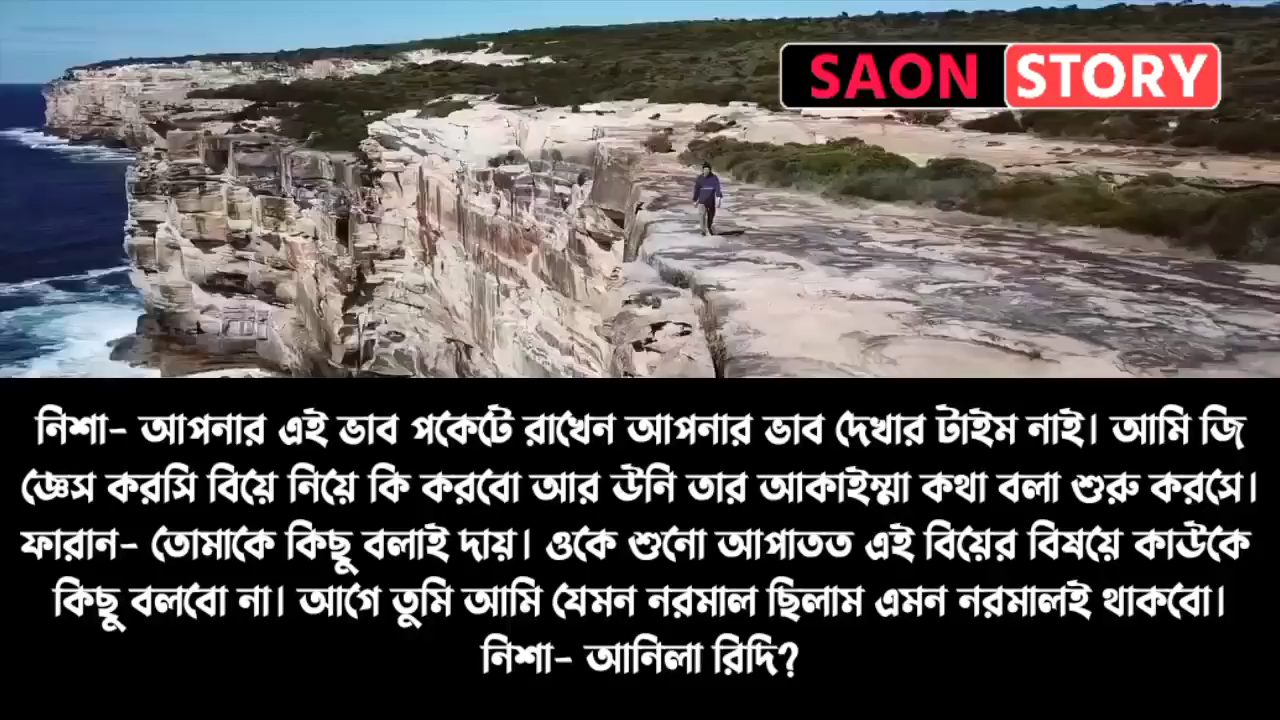 SAON STORY
নিশা- আপনার এই ভাব পকেটে রাখেন আপনার ভাব দেখার টাইম নাই। আমি জি
জ্ঞেস করসি বিয়ে নিয়ে কি করবো আর উনি তার আকাইম্মা কথা বলা শুরু করসে।
ফারান- তোমাকে কিছু বলাই দায়। ওকে শুনো আপাতত এই বিয়ের বিষয়ে কাউকে
কিছু বলবো না। আগে তুমি আমি যেমন নরমাল ছিলাম এমন নরমালই থাকবো।
নিশা- আনিলা রিদি?